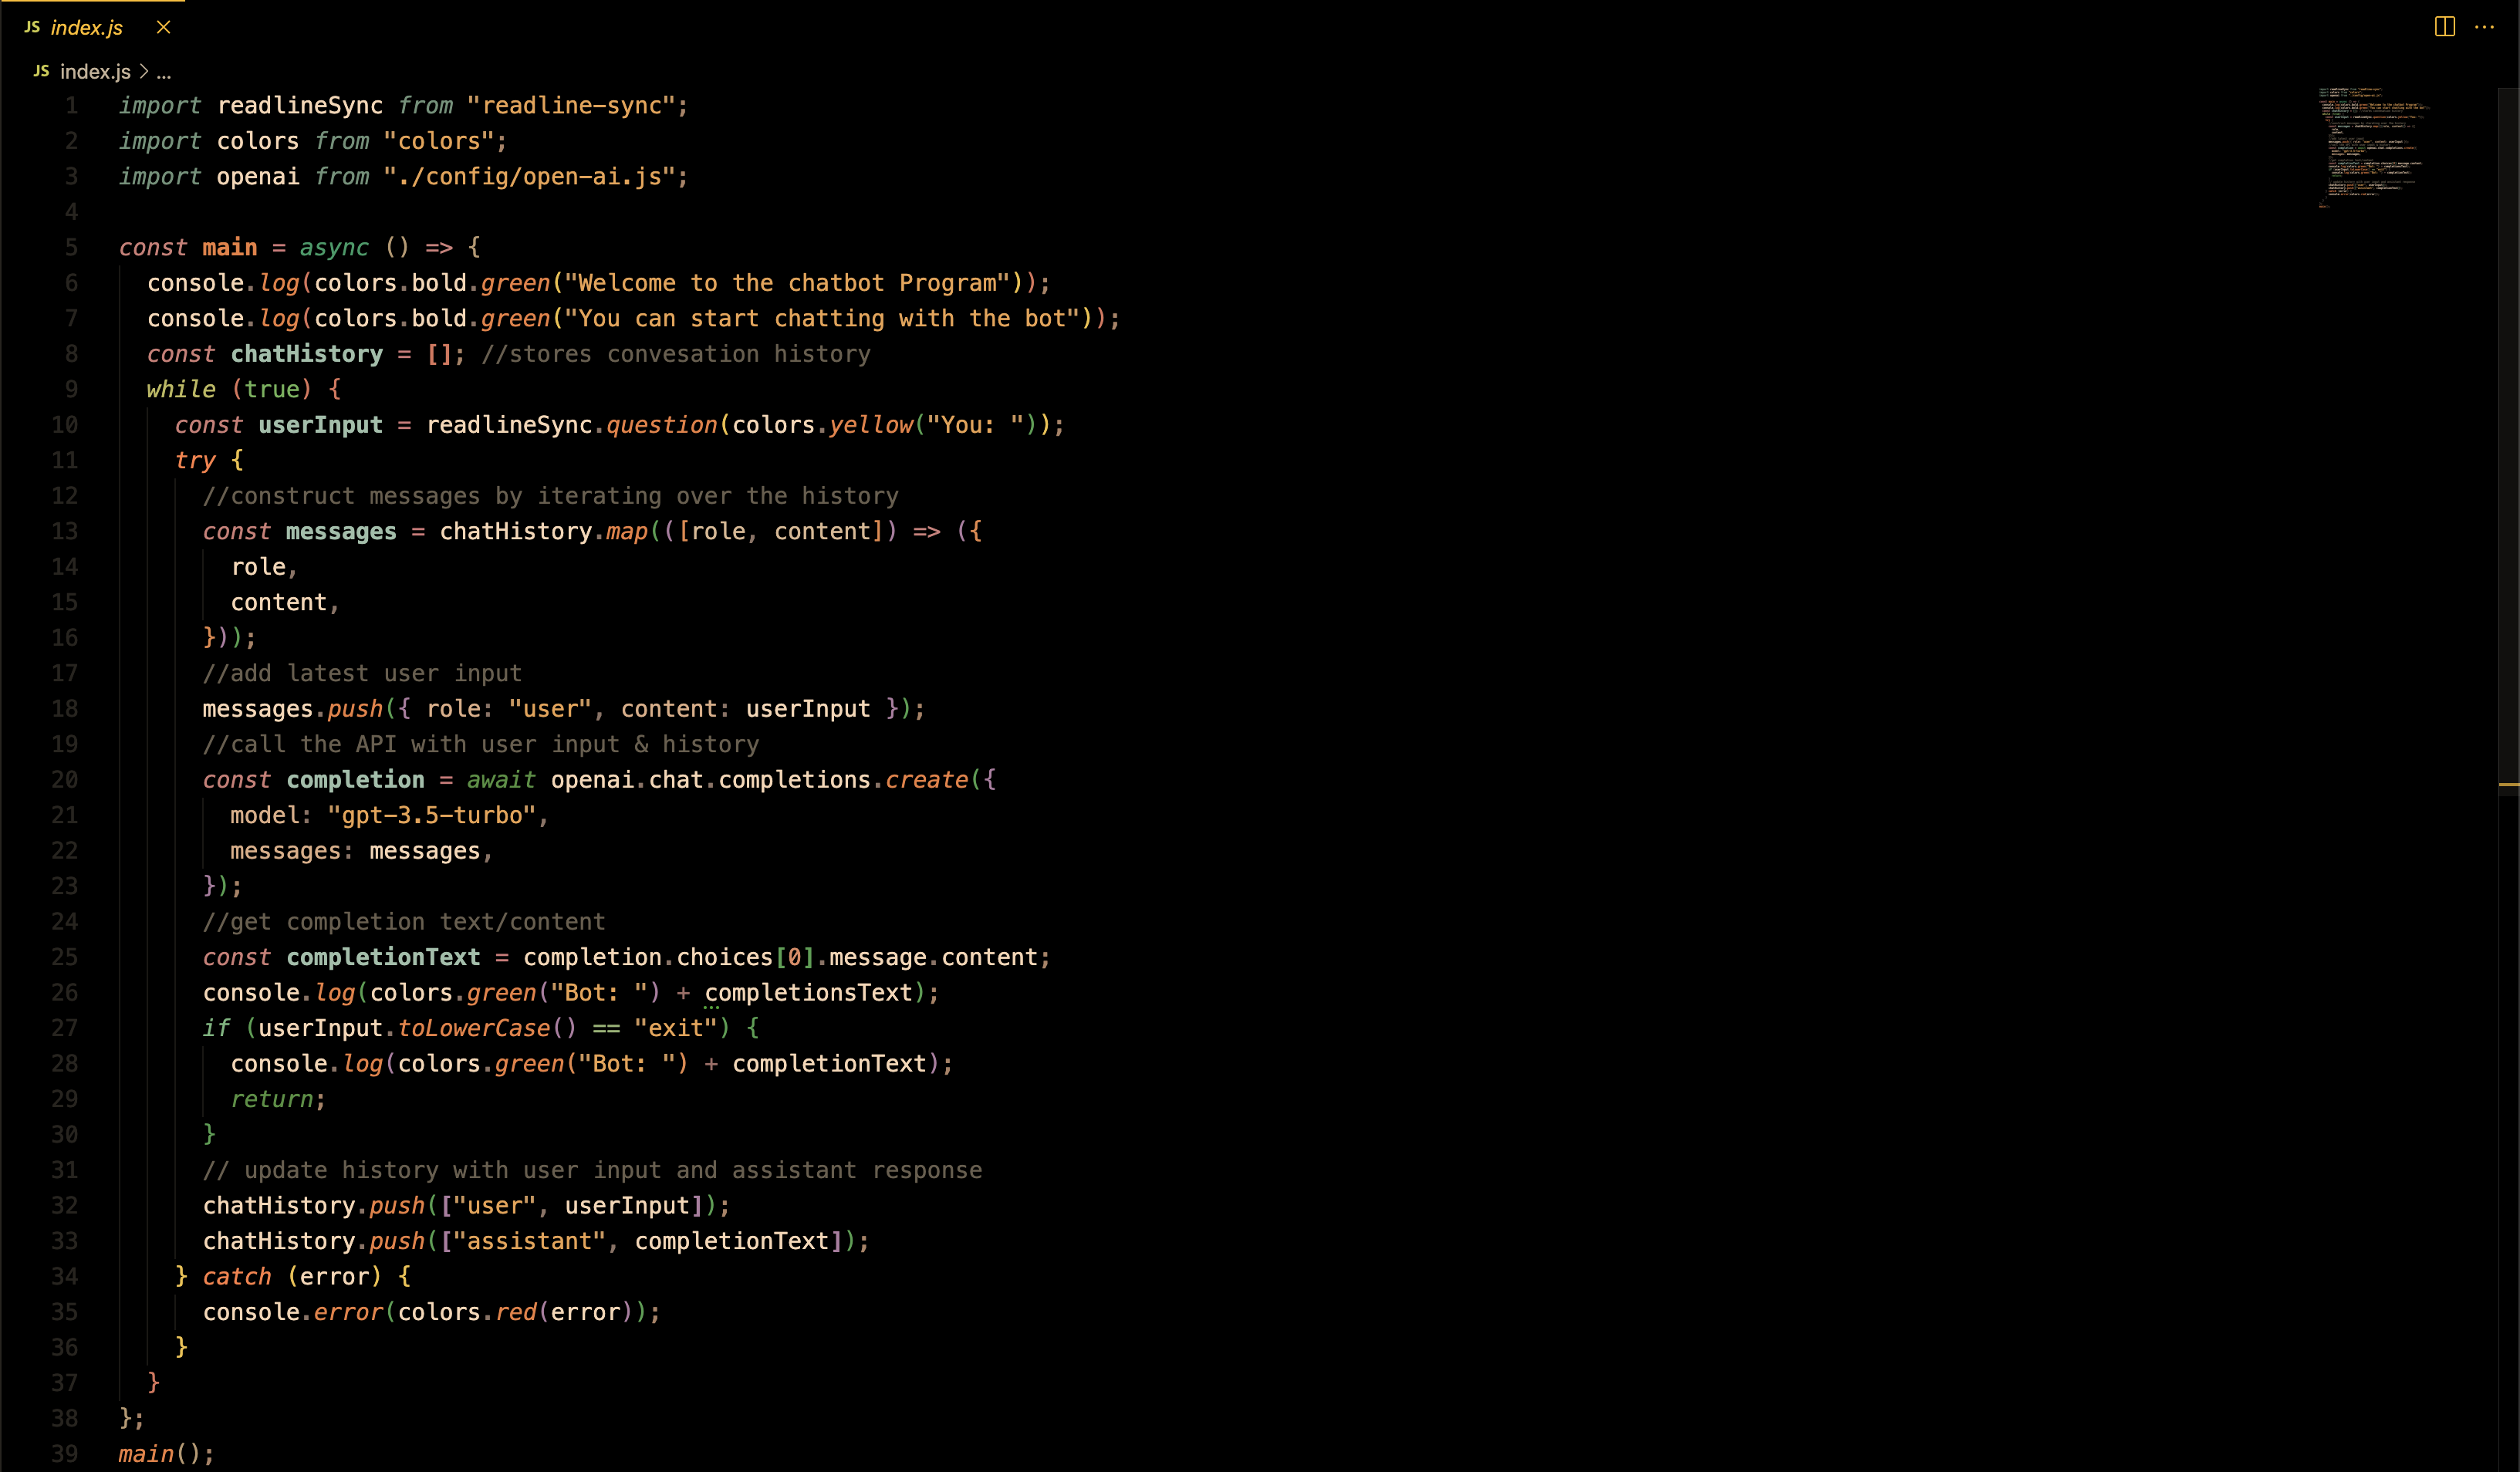 JS index.js
JS index.js > ...
1 import readlineSync from "readline-sync";
2 import colors from "colors";
3 import openai from "./config/open-ai.js";
4
5 const main = async () => {
6   console.log(colors.bold.green("Welcome to the chatbot Program"));
7   console.log(colors.bold.green("You can start chatting with the bot"));
8   const chatHistory = []; //stores convesation history
9   while (true) {
10     const userInput = readlineSync.question(colors.yellow("You: "));
11     try {
12       //construct messages by iterating over the history
13       const messages = chatHistory.map(([role, content]) => ({
14         role,
15         content,
16       }));
17       //add latest user input
18       messages.push({ role: "user", content: userInput });
19       //call the API with user input & history
20       const completion = await openai.chat.completions.create({
21         model: "gpt-3.5-turbo",
22         messages: messages,
23       });
24       //get completion text/content
25       const completionText = completion.choices[0].message.content;
26       console.log(colors.green("Bot: ") + completionsText);
27       if (userInput.toLowerCase() == "exit") {
28         console.log(colors.green("Bot: ") + completionText);
29         return;
30       }
31       // update history with user input and assistant response
32       chatHistory.push(["user", userInput]);
33       chatHistory.push(["assistant", completionText]);
34     } catch (error) {
35       console.error(colors.red(error));
36     }
37   }
38 };
39 main();